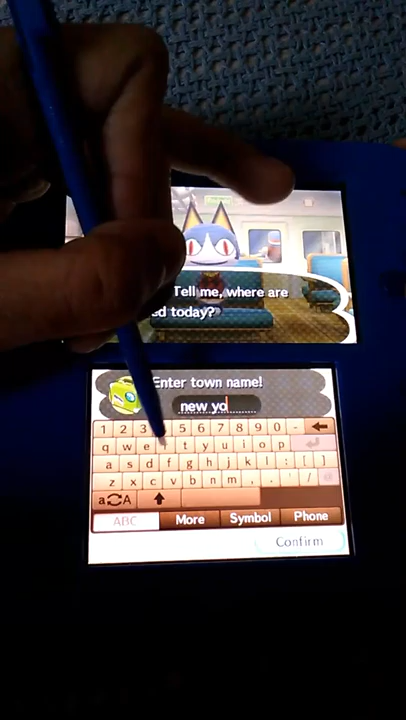 Tell me, where are
ed today?
Enter town name!
new yo
1 2 3 5 6 7 8 9 0 -
q w e t y u i o p
a s d f g h j k l : [ ]
z x c v b n m , . ' /
a A
ABC More Symbol Phone
Confirm